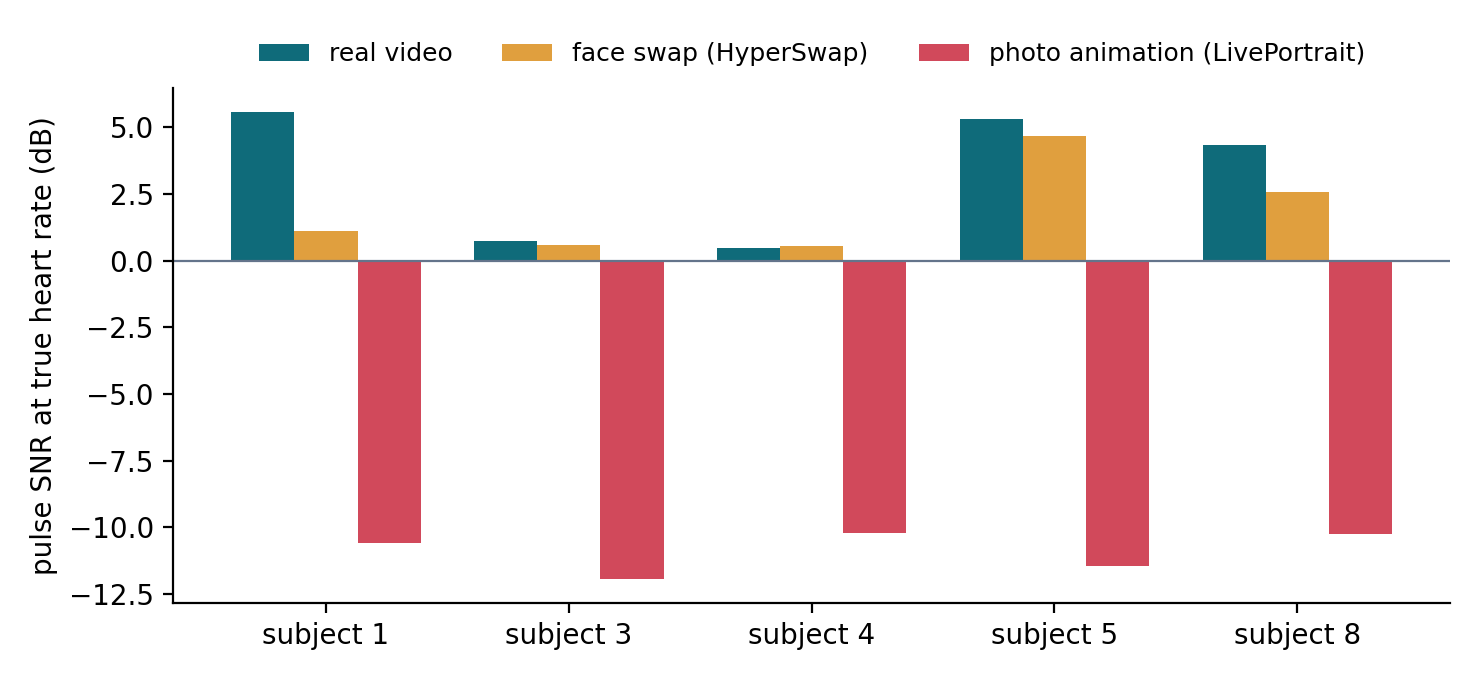 real video
face swap (HyperSwap)
photo animation (LivePortrait)
pulse SNR at true heart rate (dB)
5.0
2.5
0.0
−2.5
−5.0
−7.5
−10.0
−12.5
subject 1
subject 3
subject 4
subject 5
subject 8